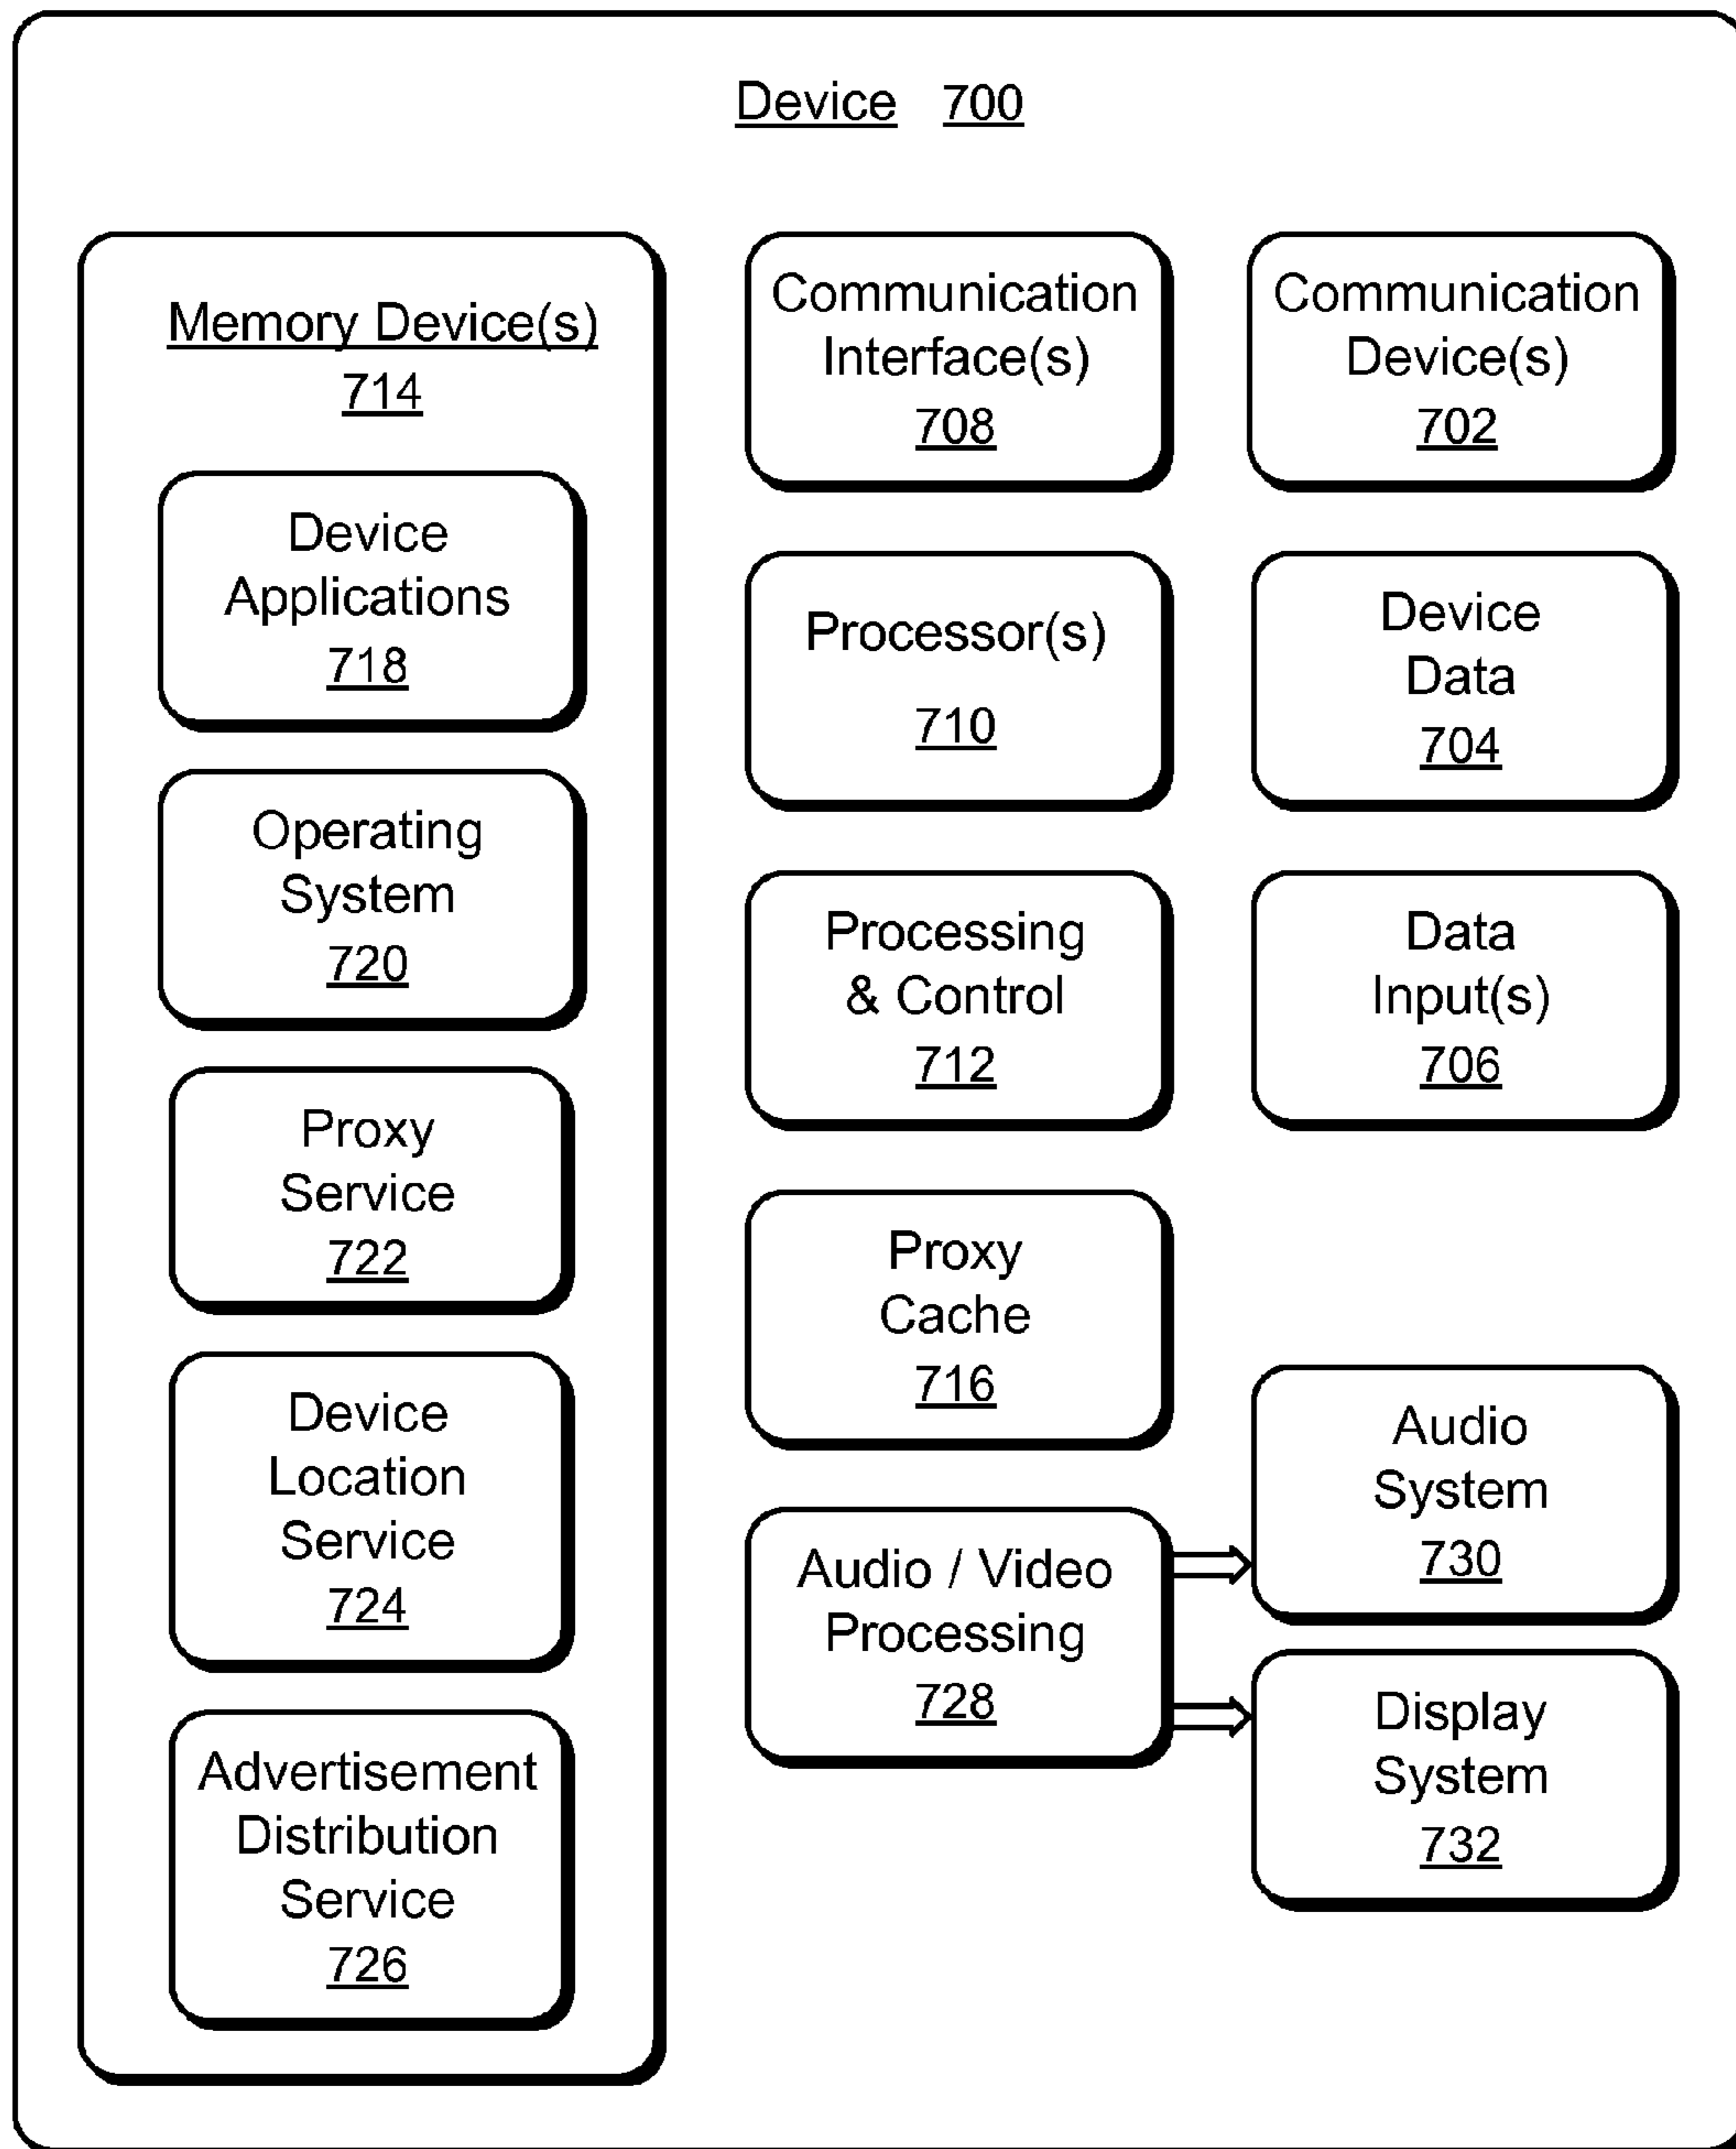 Device 700
Memory Device(s)
714
Device
Applications
718
Operating
System
720
Proxy
Service
722
Device
Location
Service
724
Advertisement
Distribution
Service
726
Communication
Interface(s)
708
Processor(s)
710
Processing
& Control
712
Proxy
Cache
716
Audio / Video
Processing
728
Communication
Device(s)
702
Device
Data
704
Data
Input(s)
706
Audio
System
730
Display
System
732